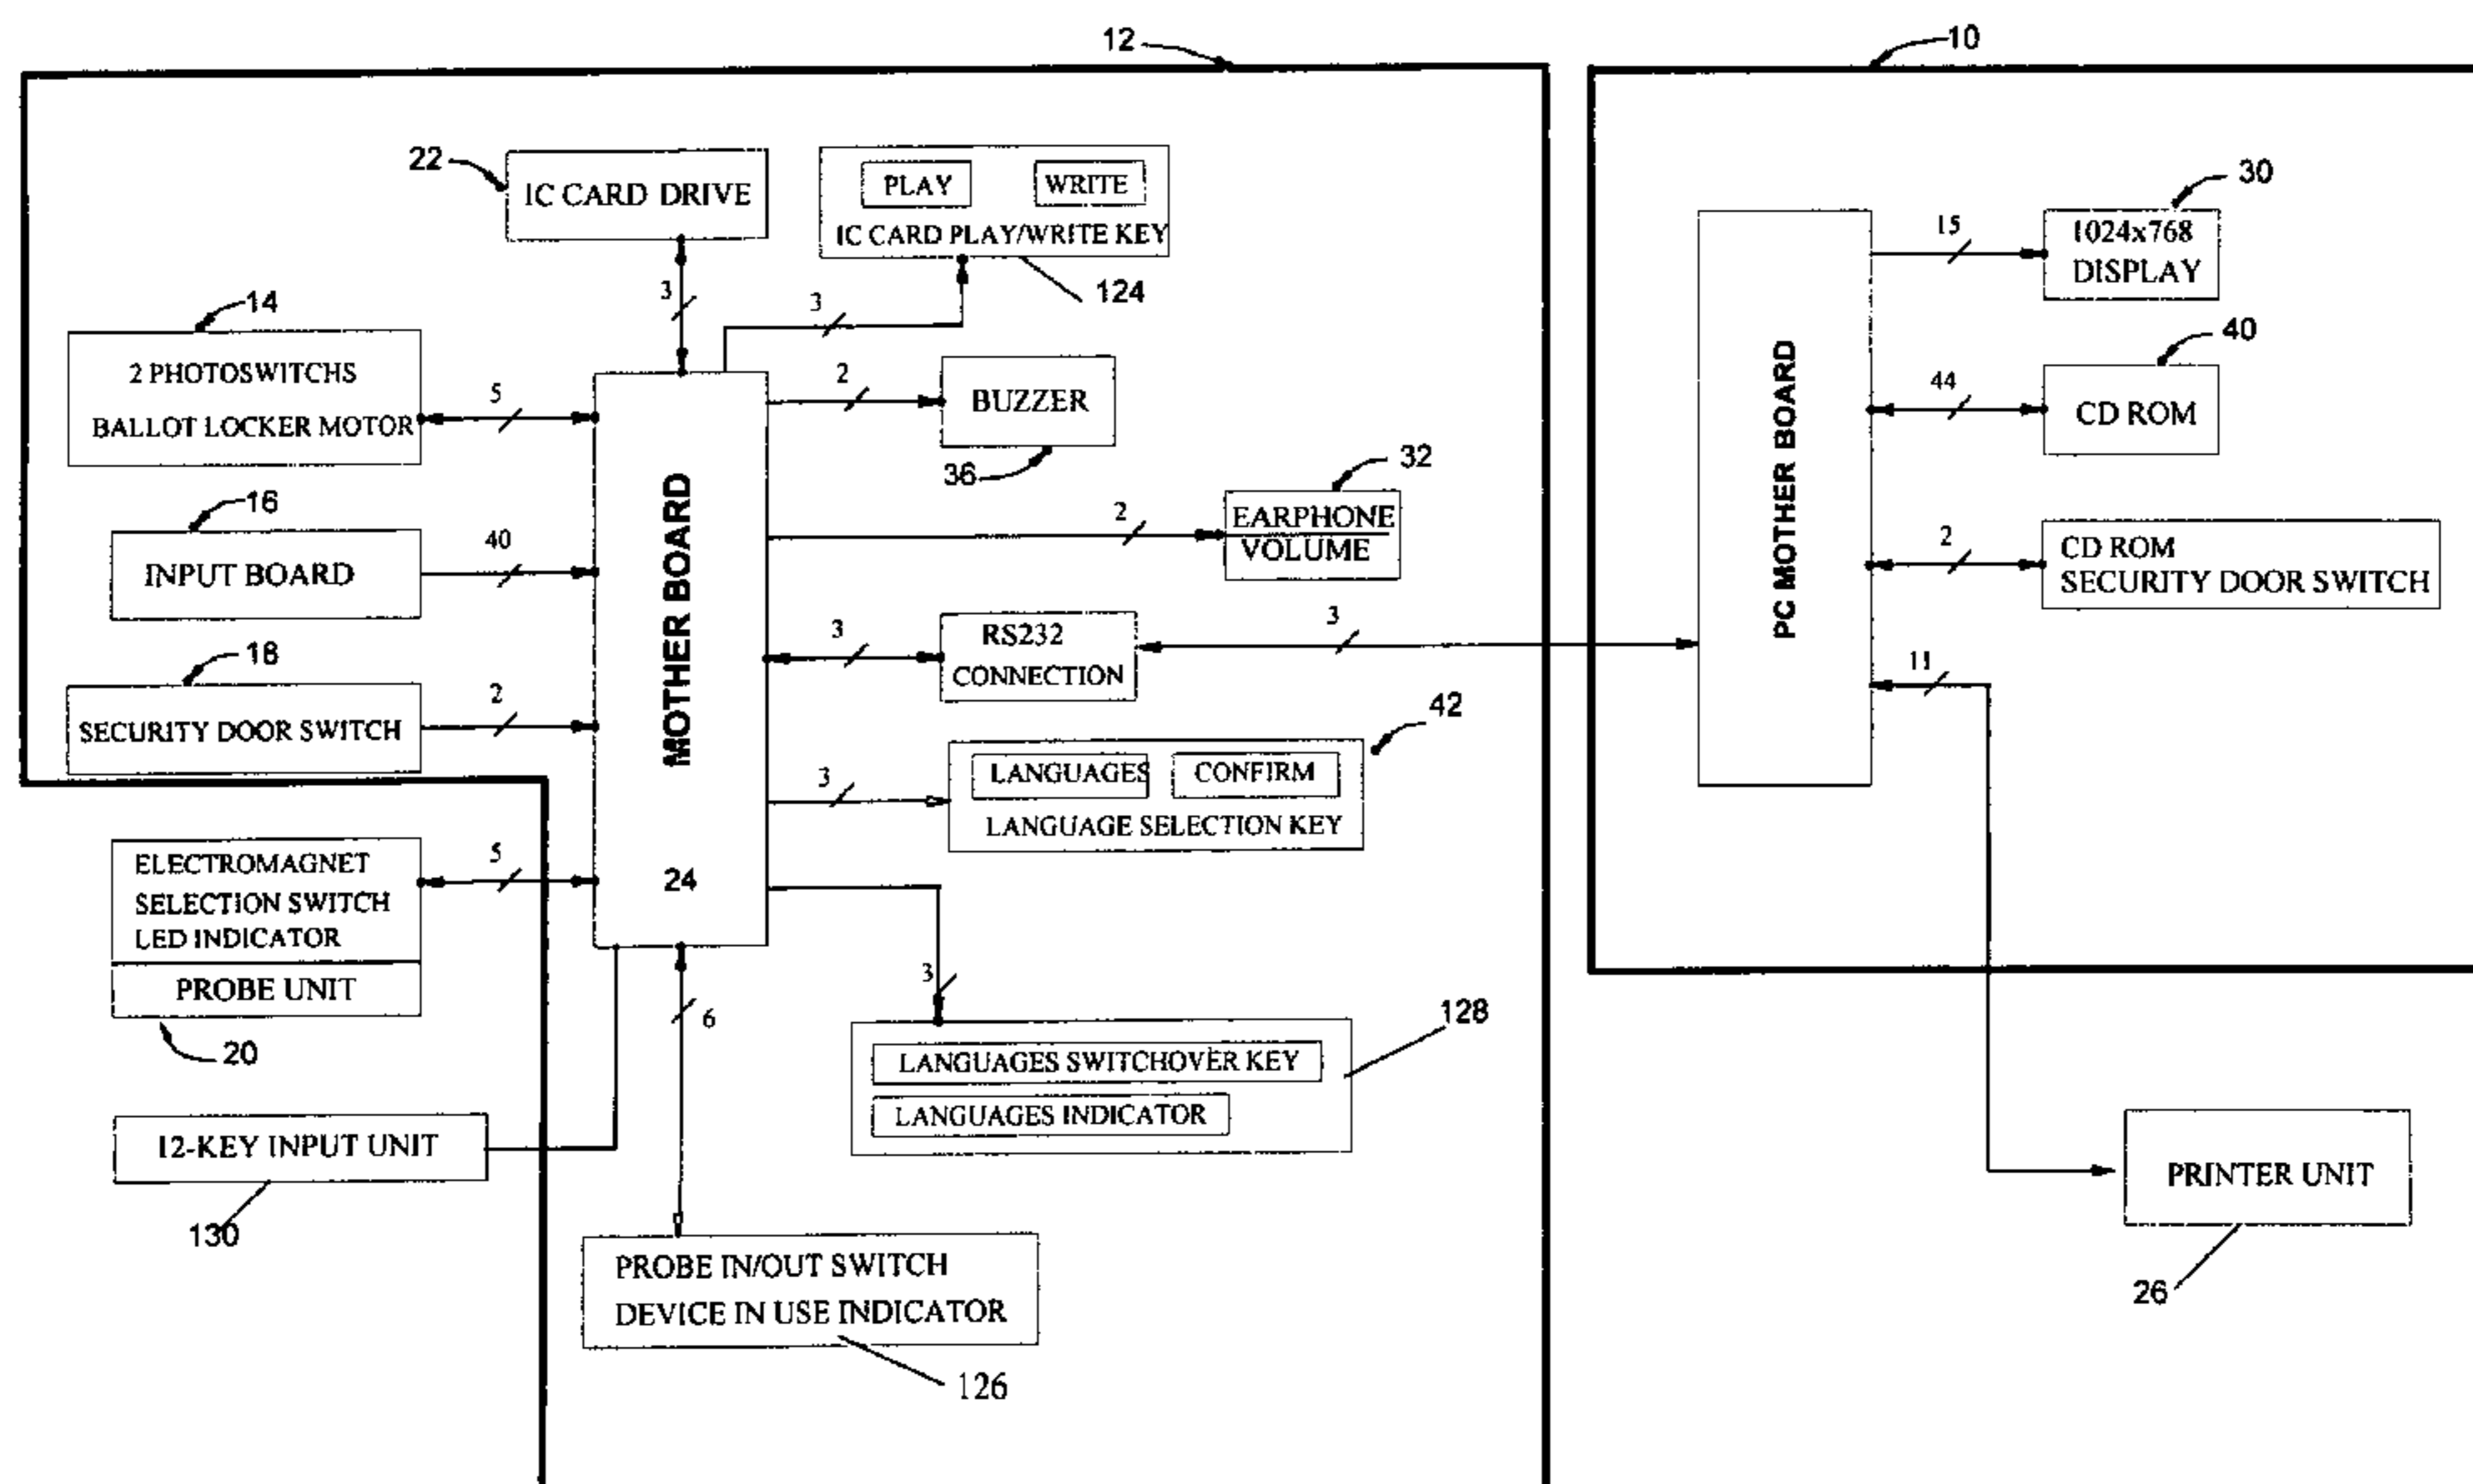 12
10
22
IC CARD DRIVE
PLAY
WRITE
IC CARD PLAY/WRITE KEY
124
3
3
14
2 PHOTOSWITCHS
BALLOT LOCKER MOTOR
5
2
BUZZER
36
32
EARPHONE
VOLUME
2
16
INPUT BOARD
40
MOTHER BOARD
24
3
RS232
CONNECTION
3
18
SECURITY DOOR SWITCH
2
42
LANGUAGES
CONFIRM
LANGUAGE SELECTION KEY
3
ELECTROMAGNET
SELECTION SWITCH
LED INDICATOR
PROBE UNIT
20
5
3
128
LANGUAGES SWITCHOVER KEY
LANGUAGES INDICATOR
6
12-KEY INPUT UNIT
130
PROBE IN/OUT SWITCH
DEVICE IN USE INDICATOR
126
PC MOTHER BOARD
15
30
1024x768
DISPLAY
44
40
CD ROM
2
CD ROM
SECURITY DOOR SWITCH
11
PRINTER UNIT
26